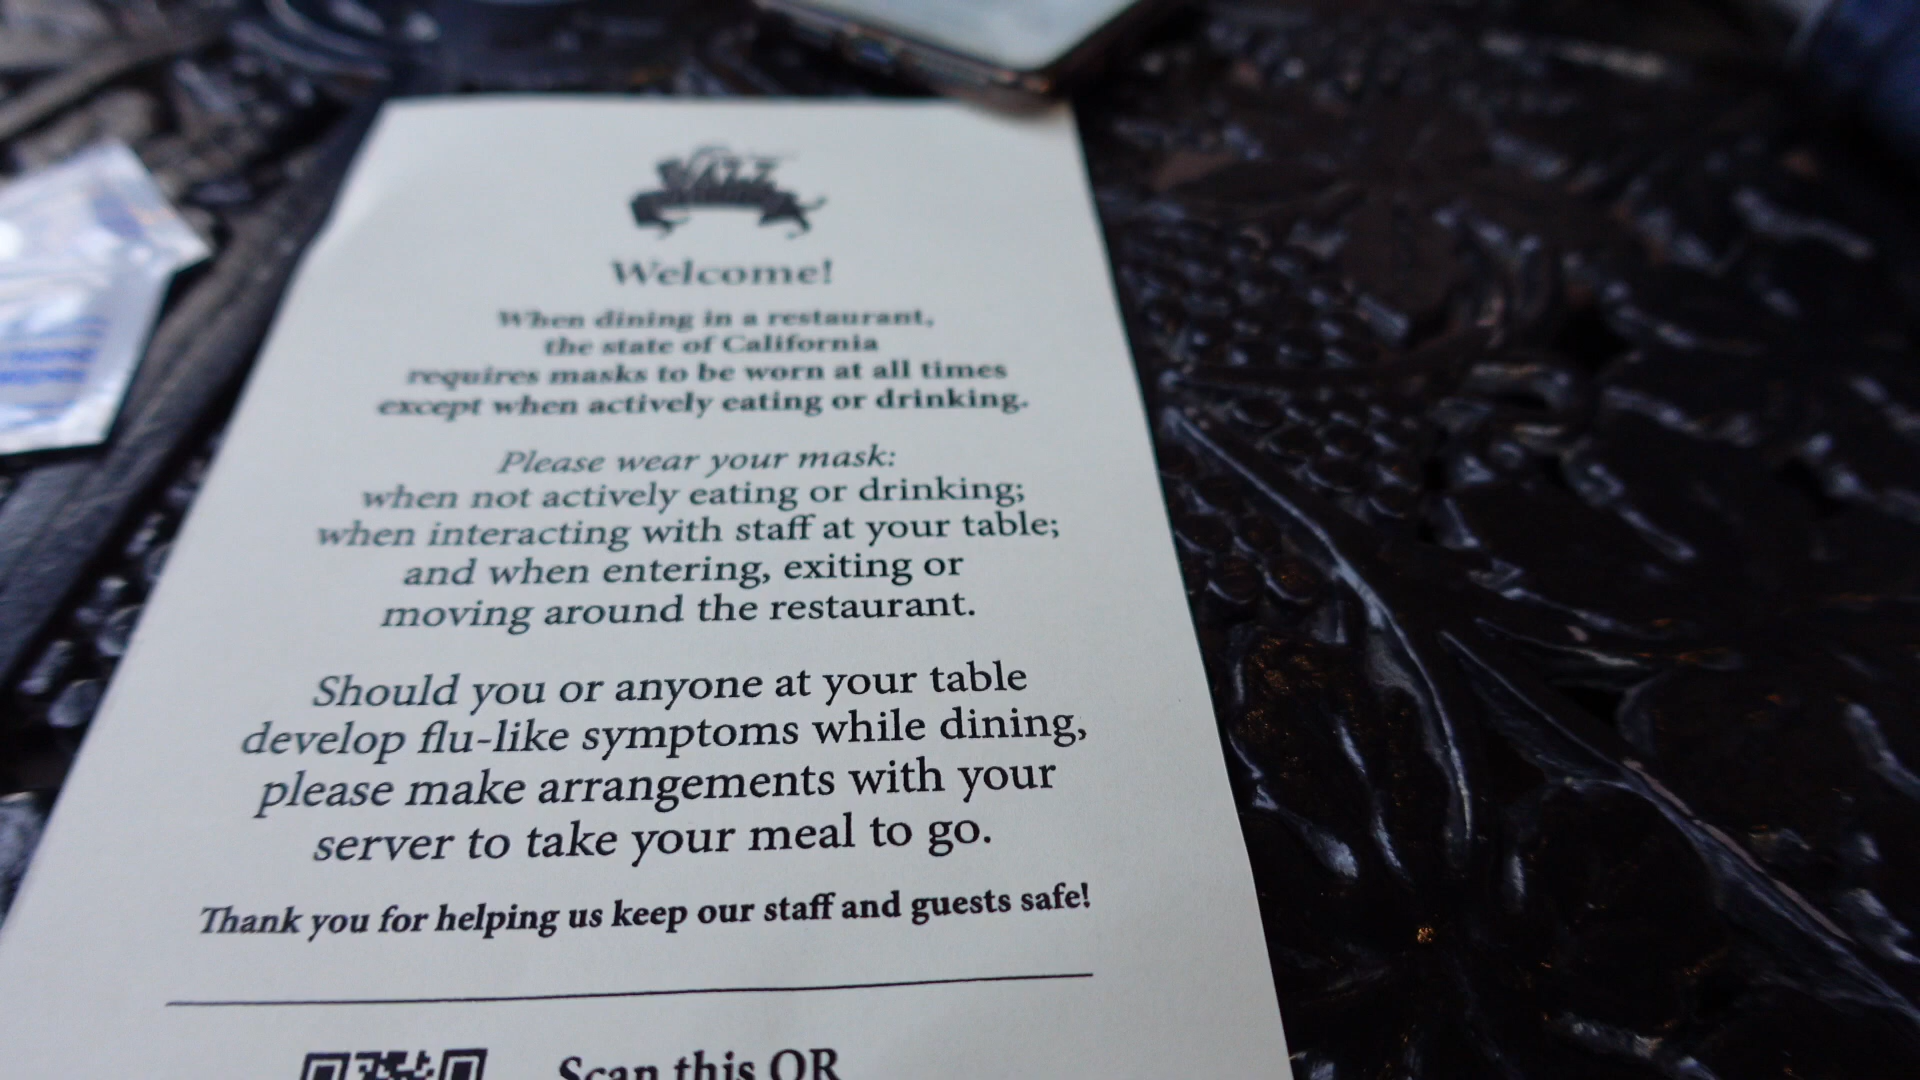 Welcome!
When dining in a restaurant,
the state of California
requires masks to be worn at all times
except when actively eating or drinking.
Please wear your mask:
when not actively eating or drinking;
when interacting with staff at your table;
and when entering, exiting or
moving around the restaurant.
Should you or anyone at your table
develop flu-like symptoms while dining,
please make arrangements with your
server to take your meal to go.
Thank you for helping us keep our staff and guests safe!
Scan this QR